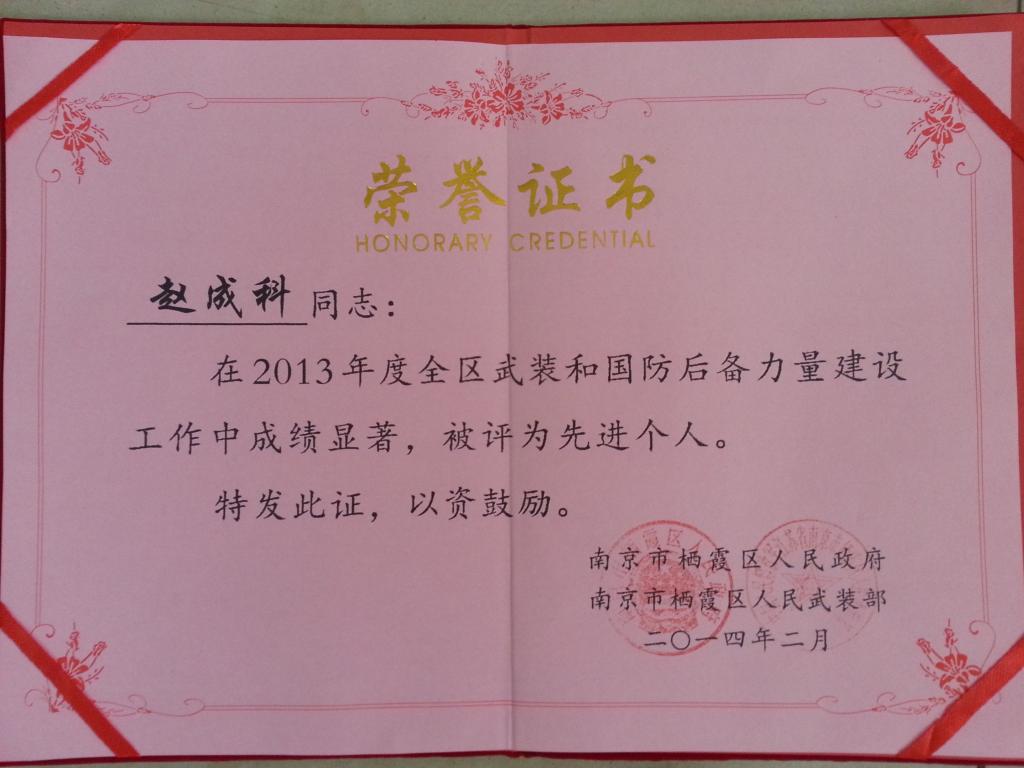 荣誉证书
HONORARY CREDENTIAL
赵成科同志：
在2013年度全区武装和国防后备力量建设
工作中成绩显著，被评为先进个人。
特发此证，以资鼓励。
南京市栖霞区人民政府
南京市栖霞区人民武装部
二〇一四年二月